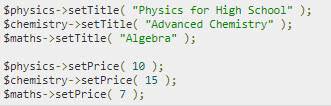 $physics->setTitle( "Physics for High School" );
$chemistry->setTitle( "Advanced Chemistry" );
$maths->setTitle( "Algebra" );
$physics->setPrice( 10 );
$chemistry->setPrice( 15 );
$maths->setPrice( 7 );